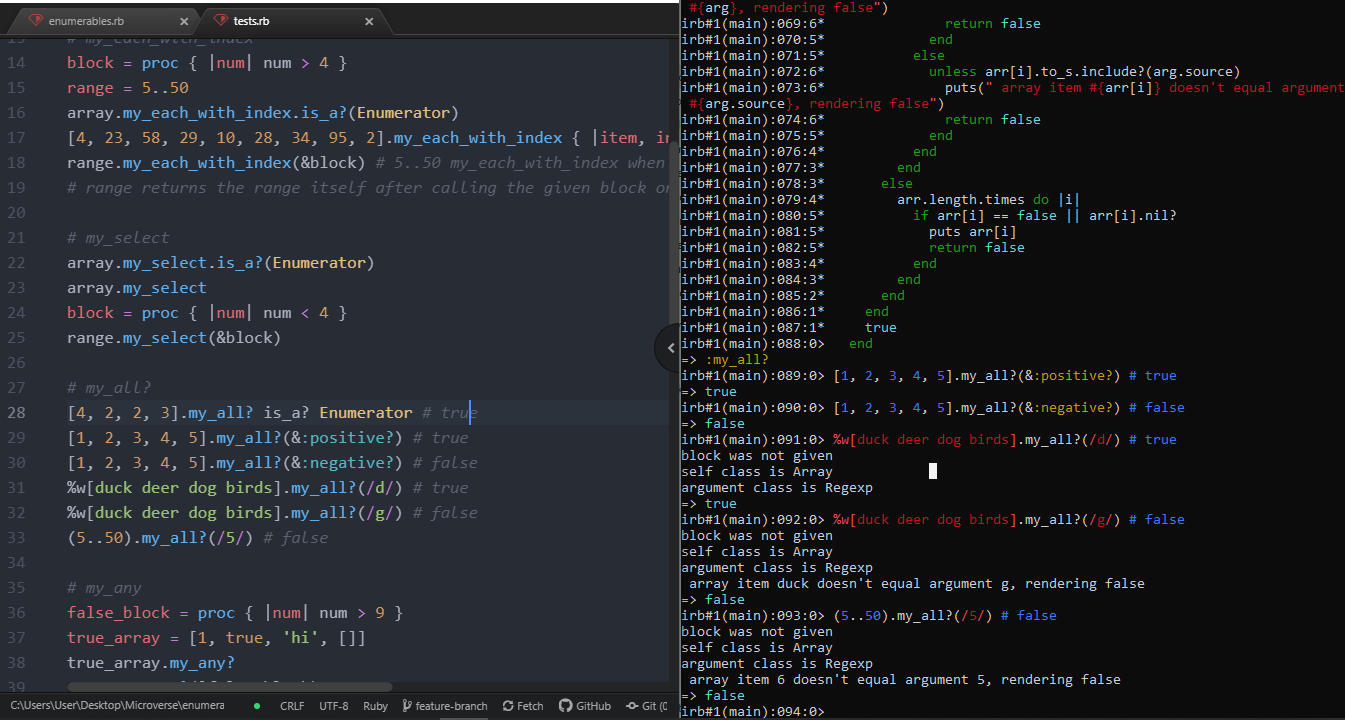 enumerables.rb
tests.rb
13 # my_each_with_index
14 block = proc { |num| num > 4 }
15 range = 5..50
16 array.my_each_with_index.is_a?(Enumerator)
17 [4, 23, 58, 29, 10, 28, 34, 95, 2].my_each_with_index { |item, in
18 range.my_each_with_index(&block) # 5..50 my_each_with_index when
19 # range returns the range itself after calling the given block on
20
21 # my_select
22 array.my_select.is_a?(Enumerator)
23 array.my_select
24 block = proc { |num| num < 4 }
25 range.my_select(&block)
26
27 # my_all?
28 [4, 2, 2, 3].my_all? is_a? Enumerator # true
29 [1, 2, 3, 4, 5].my_all?(&:positive?) # true
30 [1, 2, 3, 4, 5].my_all?(&:negative?) # false
31 %w[duck deer dog birds].my_all?(/d/) # true
32 %w[duck deer dog birds].my_all?(/g/) # false
33 (5..50).my_all?(/5/) # false
34
35 # my_any
36 false_block = proc { |num| num > 9 }
37 true_array = [1, true, 'hi', []]
38 true_array.my_any?
39
C:\Users\User\Desktop\Microverse\enumera CRLF UTF-8 Ruby feature-branch Fetch GitHub Git (0
#{arg}, rendering false")
irb#1(main):069:6* return false
irb#1(main):070:5* end
irb#1(main):071:5* else
irb#1(main):072:6* unless arr[i].to_s.include?(arg.source)
irb#1(main):073:6* puts(" array item #{arr[i]} doesn't equal argument
#{arg.source}, rendering false")
irb#1(main):074:6* return false
irb#1(main):075:5* end
irb#1(main):076:4* end
irb#1(main):077:3* end
irb#1(main):078:3* else
irb#1(main):079:4* arr.length.times do |i|
irb#1(main):080:5* if arr[i] == false || arr[i].nil?
irb#1(main):081:5* puts arr[i]
irb#1(main):082:5* return false
irb#1(main):083:4* end
irb#1(main):084:3* end
irb#1(main):085:2* end
irb#1(main):086:1* end
irb#1(main):087:1* true
irb#1(main):088:0> end
=> :my_all?
irb#1(main):089:0> [1, 2, 3, 4, 5].my_all?(&:positive?) # true
=> true
irb#1(main):090:0> [1, 2, 3, 4, 5].my_all?(&:negative?) # false
=> false
irb#1(main):091:0> %w[duck deer dog birds].my_all?(/d/) # true
block was not given
self class is Array
argument class is Regexp
=> true
irb#1(main):092:0> %w[duck deer dog birds].my_all?(/g/) # false
block was not given
self class is Array
argument class is Regexp
array item duck doesn't equal argument g, rendering false
=> false
irb#1(main):093:0> (5..50).my_all?(/5/) # false
block was not given
self class is Array
argument class is Regexp
array item 6 doesn't equal argument 5, rendering false
=> false
irb#1(main):094:0>